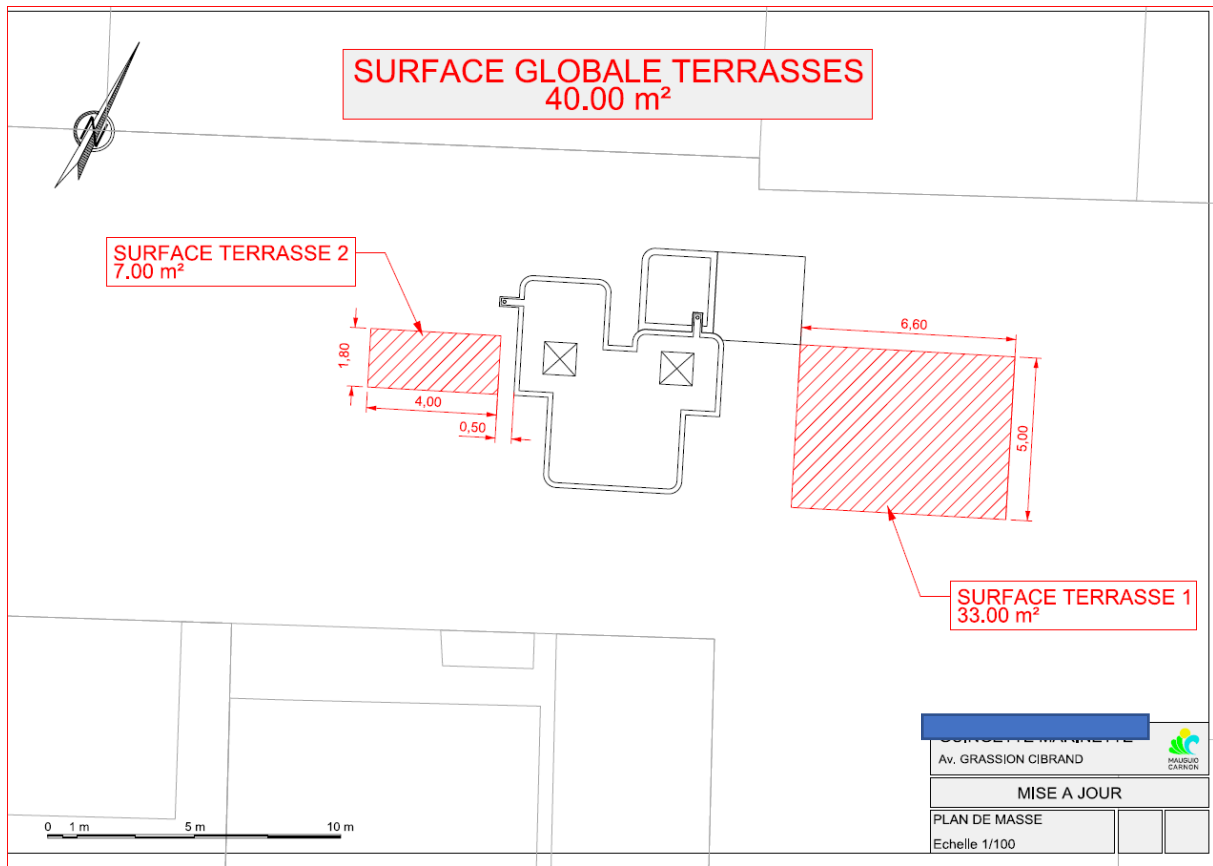 SURFACE GLOBALE TERRASSES
40.00 m²
N
SURFACE TERRASSE 2
7.00 m²
6,60
1,80
4,00
0,50
5,00
SURFACE TERRASSE 1
33.00 m²
Av. GRASSION CIBRAND
MAUGUIO
CARNON
MISE A JOUR
PLAN DE MASSE
Echelle 1/100
0 1 m 5 m 10 m